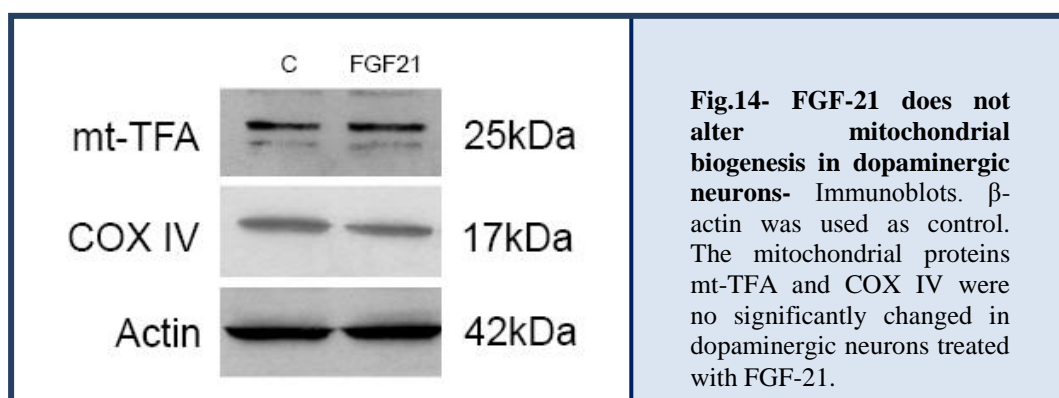 C FGF21
mt-TFA 25kDa
COX IV 17kDa
Actin 42kDa
Fig.14- FGF-21 does not
alter mitochondrial
biogenesis in dopaminergic
neurons- Immunoblots. β-
actin was used as control.
The mitochondrial proteins
mt-TFA and COX IV were
no significantly changed in
dopaminergic neurons treated
with FGF-21.